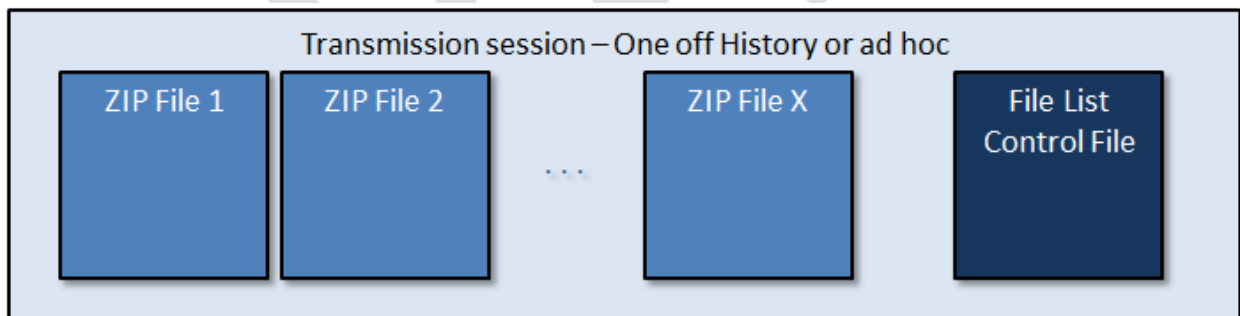 Transmission session – One off History or ad hoc
ZIP File 1
ZIP File 2
. . .
ZIP File X
File List
Control File